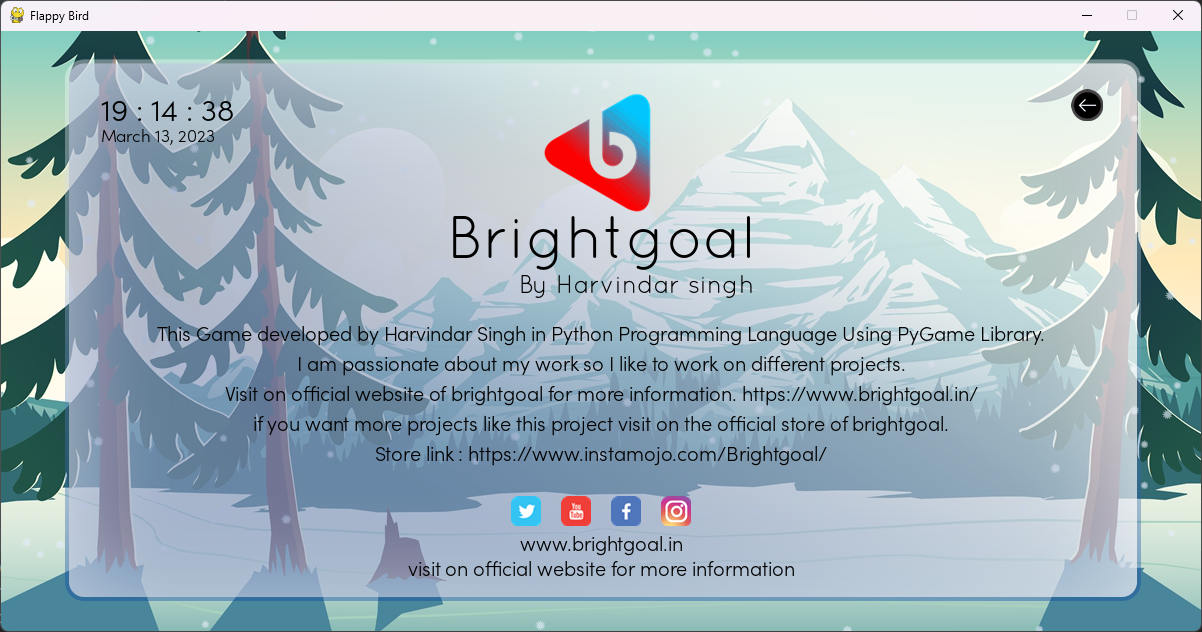 Flappy Bird
19 : 14 : 38
March 13, 2023
b
Brightgoal
By Harvindar singh
This Game developed by Harvindar Singh in Python Programming Language Using PyGame Library.
I am passionate about my work so I like to work on different projects.
Visit on official website of brightgoal for more information. https://www.brightgoal.in/
if you want more projects like this project visit on the official store of brightgoal.
Store link : https://www.instamojo.com/Brightgoal/
You
Tube
f
www.brightgoal.in
visit on official website for more information